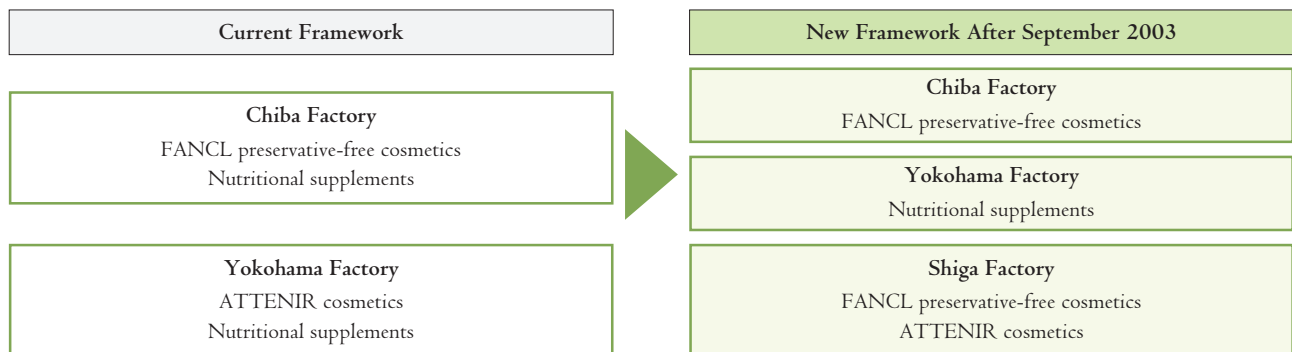 Current Framework
Chiba Factory
FANCL preservative-free cosmetics
Nutritional supplements
Yokohama Factory
ATTENIR cosmetics
Nutritional supplements
New Framework After September 2003
Chiba Factory
FANCL preservative-free cosmetics
Yokohama Factory
Nutritional supplements
Shiga Factory
FANCL preservative-free cosmetics
ATTENIR cosmetics